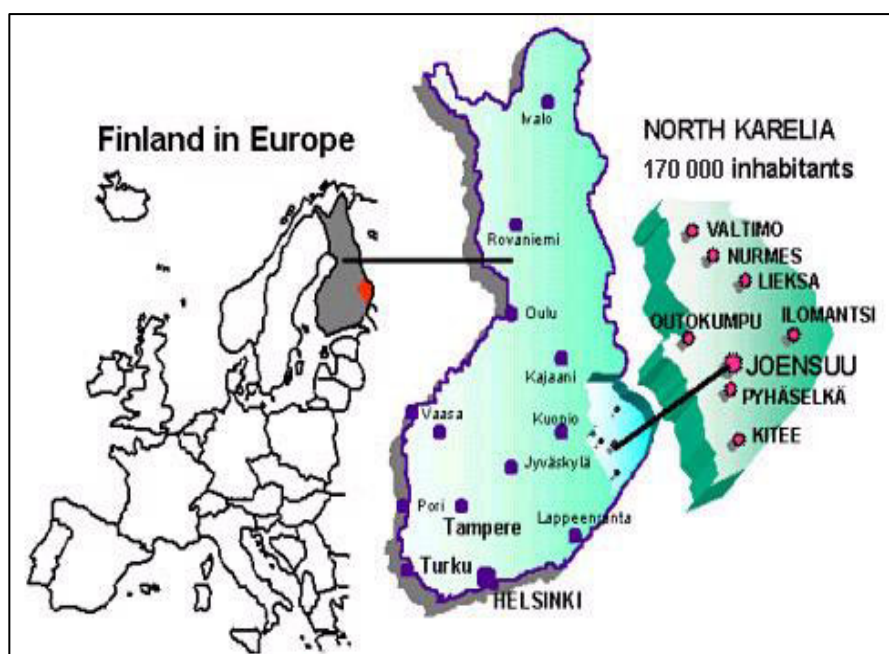 Finland in Europe
Ivalo
Rovaniemi
Oulu
Kajaani
Vaasa
Kuopio
Jyväskylä
Pori
Tampere
Lappeenranta
Turku
HELSINKI
NORTH KARELIA
170 000 inhabitants
VALTIMO
NURMES
LIEKSA
OUTOKUMPU
ILOMANTSI
JOENSUU
PYHÄSELKÄ
KITEE